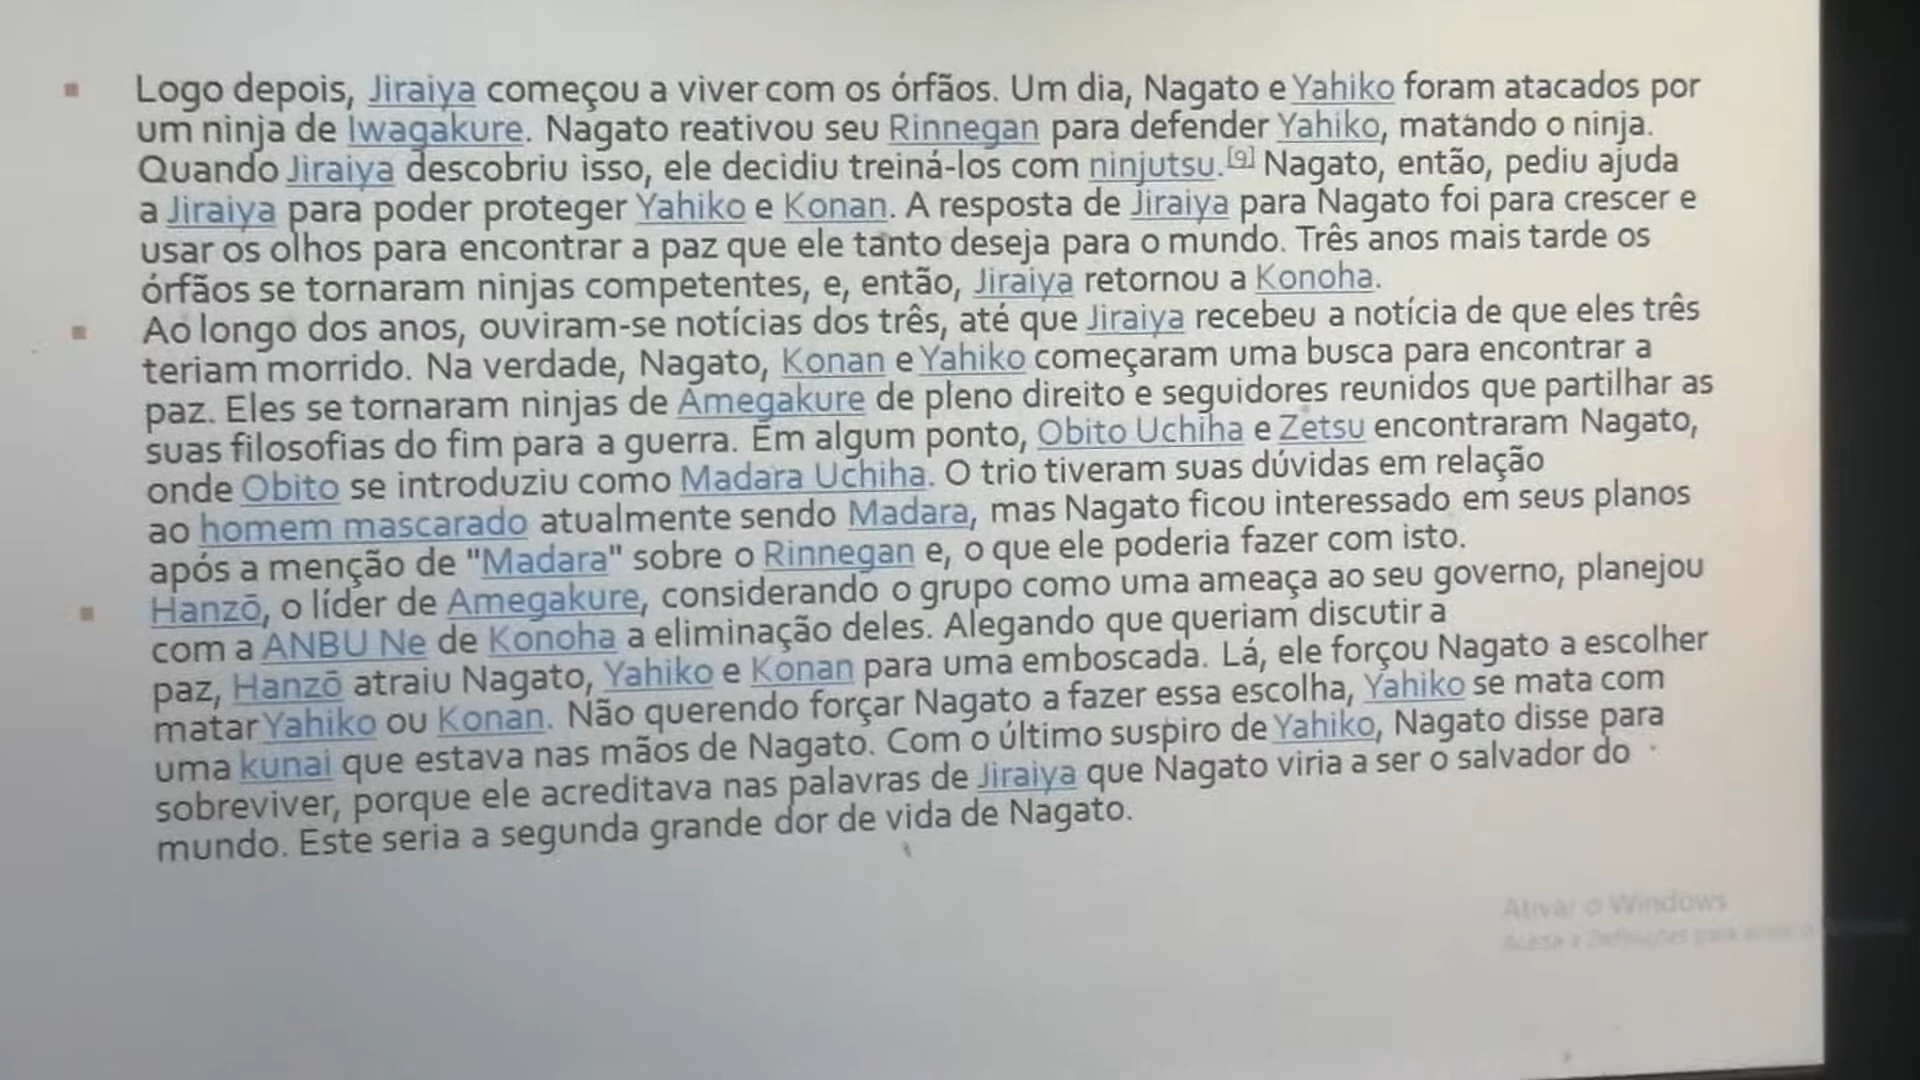 Logo depois, Jiraiya começou a viver com os órfãos. Um dia, Nagato e Yahiko foram atacados por
um ninja de Iwagakure. Nagato reativou seu Rinnegan para defender Yahiko, matando o ninja.
Quando Jiraiya descobriu isso, ele decidiu treiná-los com ninjutsu.[9] Nagato, então, pediu ajuda
a Jiraiya para poder proteger Yahiko e Konan. A resposta de Jiraiya para Nagato foi para crescer e
usar os olhos para encontrar a paz que ele tanto deseja para o mundo. Três anos mais tarde os
órfãos se tornaram ninjas competentes, e, então, Jiraiya retornou a Konoha.
Ao longo dos anos, ouviram-se notícias dos três, até que Jiraiya recebeu a notícia de que eles três
teriam morrido. Na verdade, Nagato, Konan e Yahiko começaram uma busca para encontrar a
paz. Eles se tornaram ninjas de Amegakure de pleno direito e seguidores reunidos que partilhar as
suas filosofias do fim para a guerra. Em algum ponto, Obito Uchiha e Zetsu encontraram Nagato,
onde Obito se introduziu como Madara Uchiha. O trio tiveram suas dúvidas em relação
ao homem mascarado atualmente sendo Madara, mas Nagato ficou interessado em seus planos
após a menção de "Madara" sobre o Rinnegan e, o que ele poderia fazer com isto.
Hanzō, o líder de Amegakure, considerando o grupo como uma ameaça ao seu governo, planejou
com a ANBU Ne de Konoha a eliminação deles. Alegando que queriam discutir a
paz, Hanzō atraiu Nagato, Yahiko e Konan para uma emboscada. Lá, ele forçou Nagato a escolher
matar Yahiko ou Konan. Não querendo forçar Nagato a fazer essa escolha, Yahiko se mata com
uma kunai que estava nas mãos de Nagato. Com o último suspiro de Yahiko, Nagato disse para
sobreviver, porque ele acreditava nas palavras de Jiraiya que Nagato viria a ser o salvador do
mundo. Este seria a segunda grande dor de vida de Nagato.
Ativar o Windows